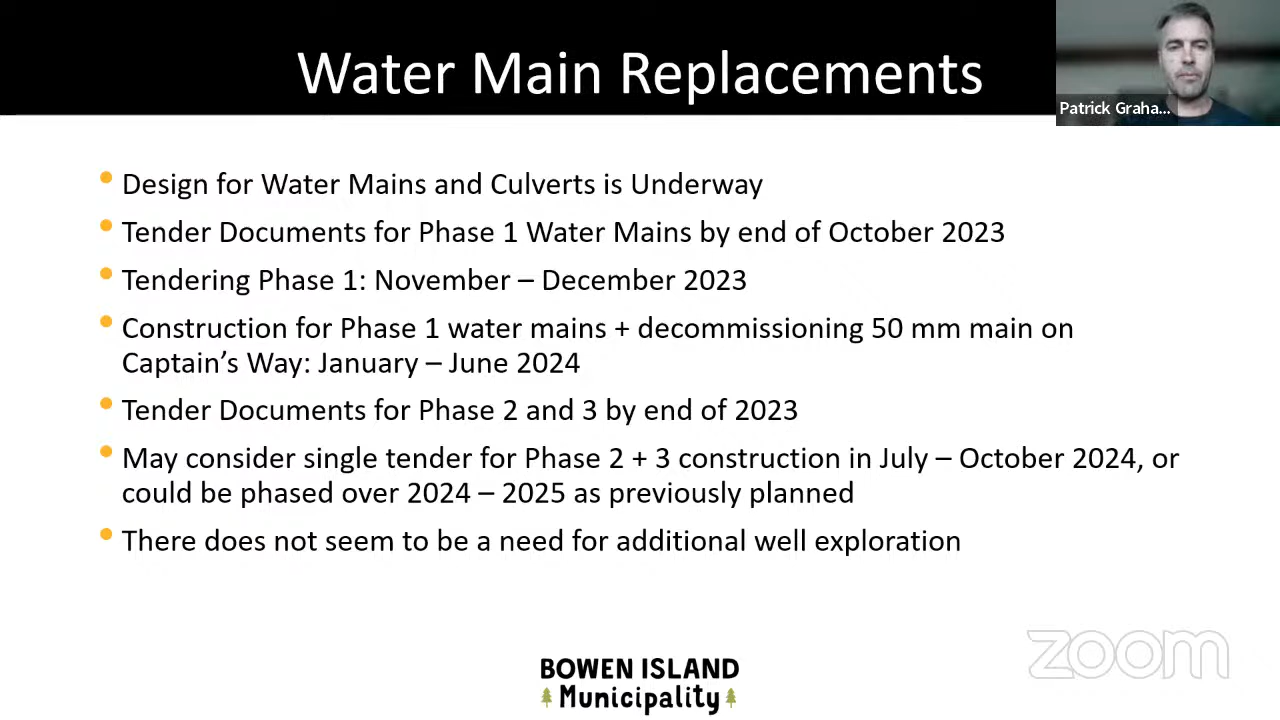 Water Main Replacements
Patrick Graha...
Design for Water Mains and Culverts is Underway
Tender Documents for Phase 1 Water Mains by end of October 2023
Tendering Phase 1: November – December 2023
Construction for Phase 1 water mains + decommissioning 50 mm main on
Captain’s Way: January – June 2024
Tender Documents for Phase 2 and 3 by end of 2023
May consider single tender for Phase 2 + 3 construction in July – October 2024, or
could be phased over 2024 – 2025 as previously planned
There does not seem to be a need for additional well exploration
zoom
BOWEN ISLAND
Municipality